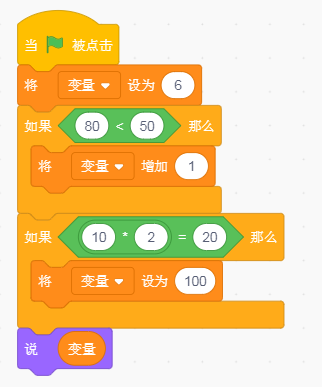 当 被点击
将 变量 设为 6
如果 80 < 50 那么
将 变量 增加 1
如果 10 * 2 = 20 那么
将 变量 设为 100
说 变量